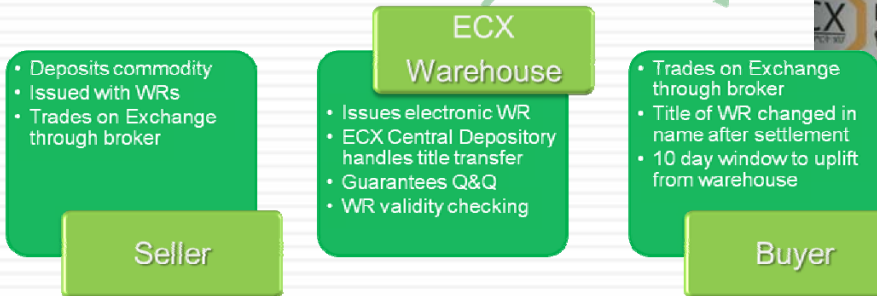 ECX
Warehouse
• Deposits commodity
• Issued with WRs
• Trades on Exchange
through broker
Seller
• Issues electronic WR
• ECX Central Depository
handles title transfer
• Guarantees Q&Q
• WR validity checking
• Trades on Exchange
through broker
• Title of WR changed in
name after settlement
• 10 day window to uplift
from warehouse
Buyer